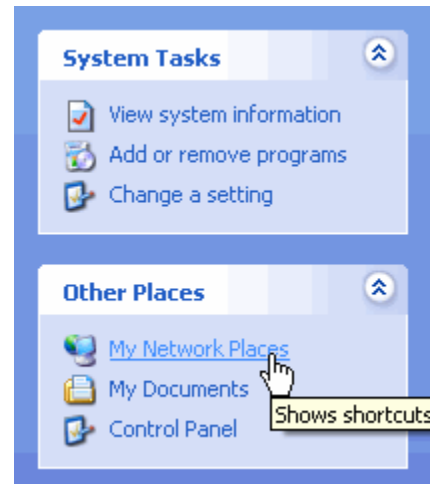 System Tasks
View system information
Add or remove programs
Change a setting
Other Places
My Network Places
My Documents
Shows shortcuts
Control Panel